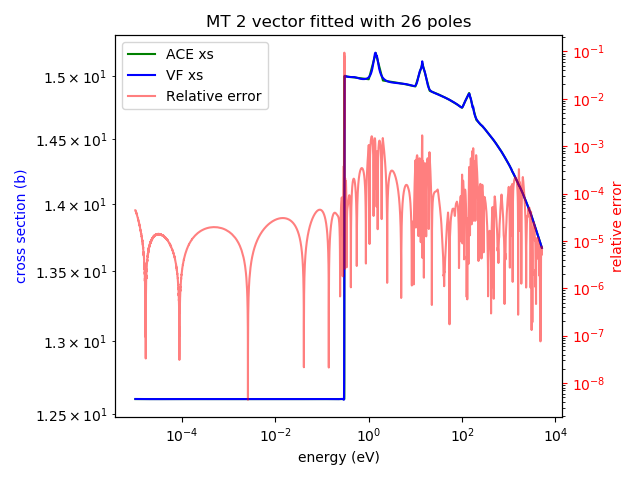 MT 2 vector fitted with 26 poles
ACE xs
VF xs
Relative error
1.5 × 10¹
1.45 × 10¹
1.4 × 10¹
1.35 × 10¹
1.3 × 10¹
1.25 × 10¹
cross section (b)
10⁻⁴
10⁻²
10⁰
10²
10⁴
energy (eV)
10⁻¹
10⁻²
10⁻³
10⁻⁴
10⁻⁵
10⁻⁶
10⁻⁷
10⁻⁸
relative error